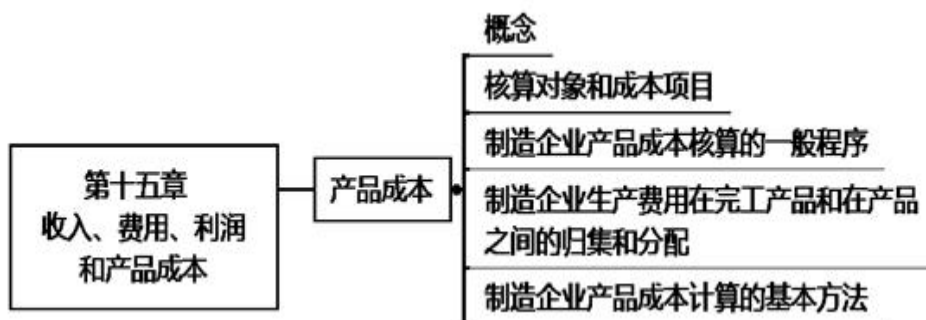 第十五章
收入、费用、利润
和产品成本
产品成本
概念
核算对象和成本项目
制造企业产品成本核算的一般程序
制造企业生产费用在完工产品和在产品
之间的归集和分配
制造企业产品成本计算的基本方法